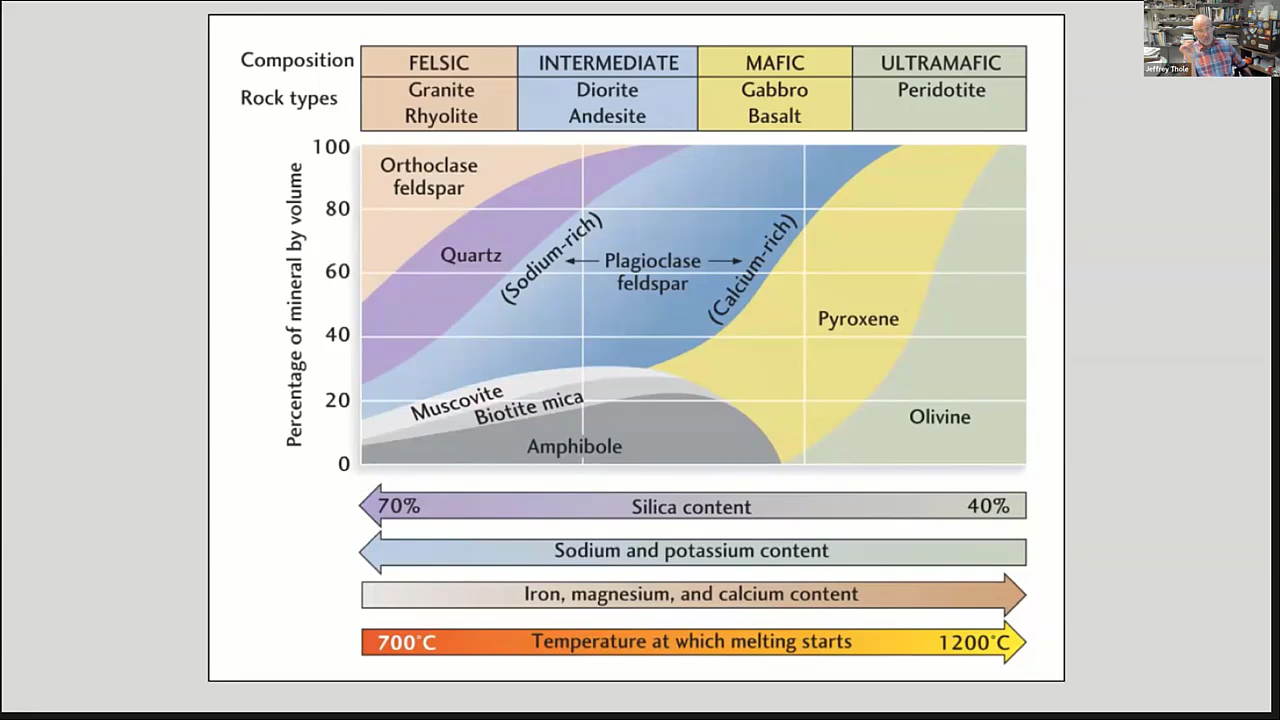 Jeffrey Thole
Composition FELSIC INTERMEDIATE MAFIC ULTRAMAFIC
Rock types Granite Diorite Gabbro Peridotite
Rhyolite Andesite Basalt
Percentage of mineral by volume
100
80
60
40
20
0
Orthoclase
feldspar
Quartz
(Sodium-rich)
Plagioclase
feldspar
(Calcium-rich)
Pyroxene
Muscovite
Biotite mica
Amphibole
Olivine
70% Silica content 40%
Sodium and potassium content
Iron, magnesium, and calcium content
700°C Temperature at which melting starts 1200°C